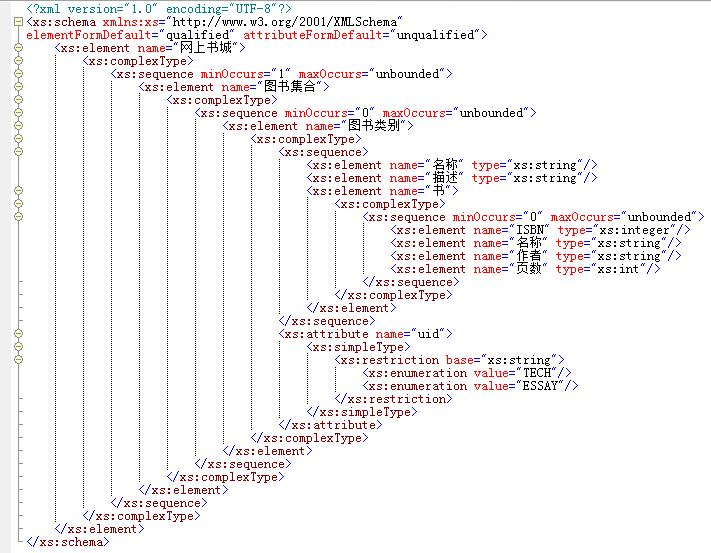 <?xml version="1.0" encoding="UTF-8"?>
<xs:schema xmlns:xs="http://www.w3.org/2001/XMLSchema"
elementFormDefault="qualified" attributeFormDefault="unqualified">
<xs:element name="网上书城">
<xs:complexType>
<xs:sequence minOccurs="1" maxOccurs="unbounded">
<xs:element name="图书集合">
<xs:complexType>
<xs:sequence minOccurs="0" maxOccurs="unbounded">
<xs:element name="图书类别">
<xs:complexType>
<xs:sequence>
<xs:element name="名称" type="xs:string"/>
<xs:element name="描述" type="xs:string"/>
<xs:element name="书">
<xs:complexType>
<xs:sequence minOccurs="0" maxOccurs="unbounded">
<xs:element name="ISBN" type="xs:integer"/>
<xs:element name="名称" type="xs:string"/>
<xs:element name="作者" type="xs:string"/>
<xs:element name="页数" type="xs:int"/>
</xs:sequence>
</xs:complexType>
</xs:element>
</xs:sequence>
<xs:attribute name="uid">
<xs:simpleType>
<xs:restriction base="xs:string">
<xs:enumeration value="TECH"/>
<xs:enumeration value="ESSAY"/>
</xs:restriction>
</xs:simpleType>
</xs:attribute>
</xs:complexType>
</xs:element>
</xs:sequence>
</xs:complexType>
</xs:element>
</xs:sequence>
</xs:complexType>
</xs:element>
</xs:schema>